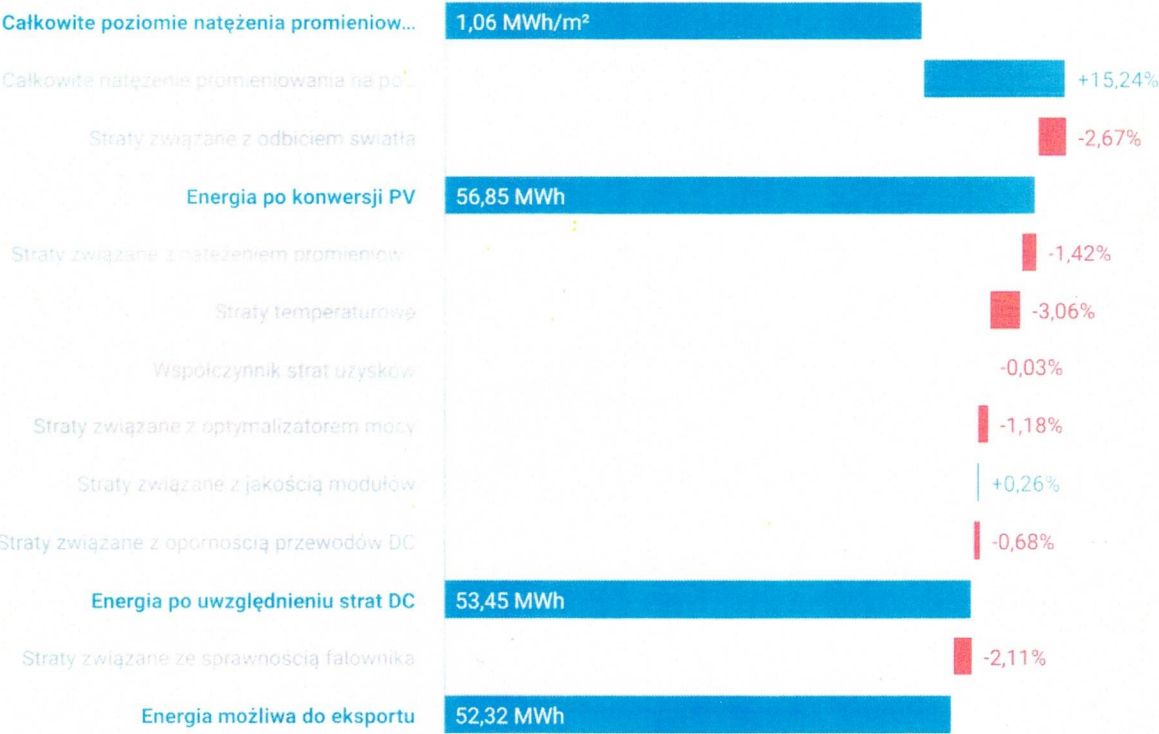 Całkowite poziomie natężenia promieniow... 1,06 MWh/m²
Całkowite natężenie promieniowania na po... +15,24%
Straty związane z odbiciem światła -2,67%
Energia po konwersji PV 56,85 MWh
Straty związane z natężeniem promieniow... -1,42%
Straty temperaturowe -3,06%
Współczynnik strat uzysków -0,03%
Straty związane z optymalizatorem mocy -1,18%
Straty związane z jakością modułów +0,26%
Straty związane z opornością przewodów DC -0,68%
Energia po uwzględnieniu strat DC 53,45 MWh
Straty związane ze sprawnością falownika -2,11%
Energia możliwa do eksportu 52,32 MWh